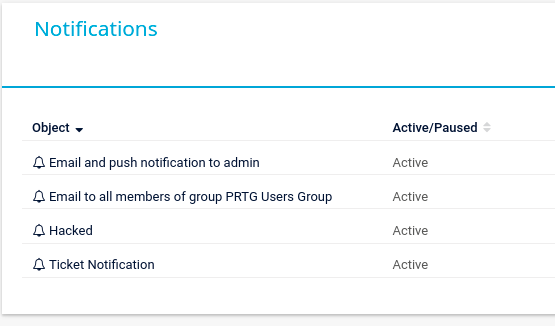 Notifications
Object Active/Paused
Email and push notification to admin Active
Email to all members of group PRTG Users Group Active
Hacked Active
Ticket Notification Active